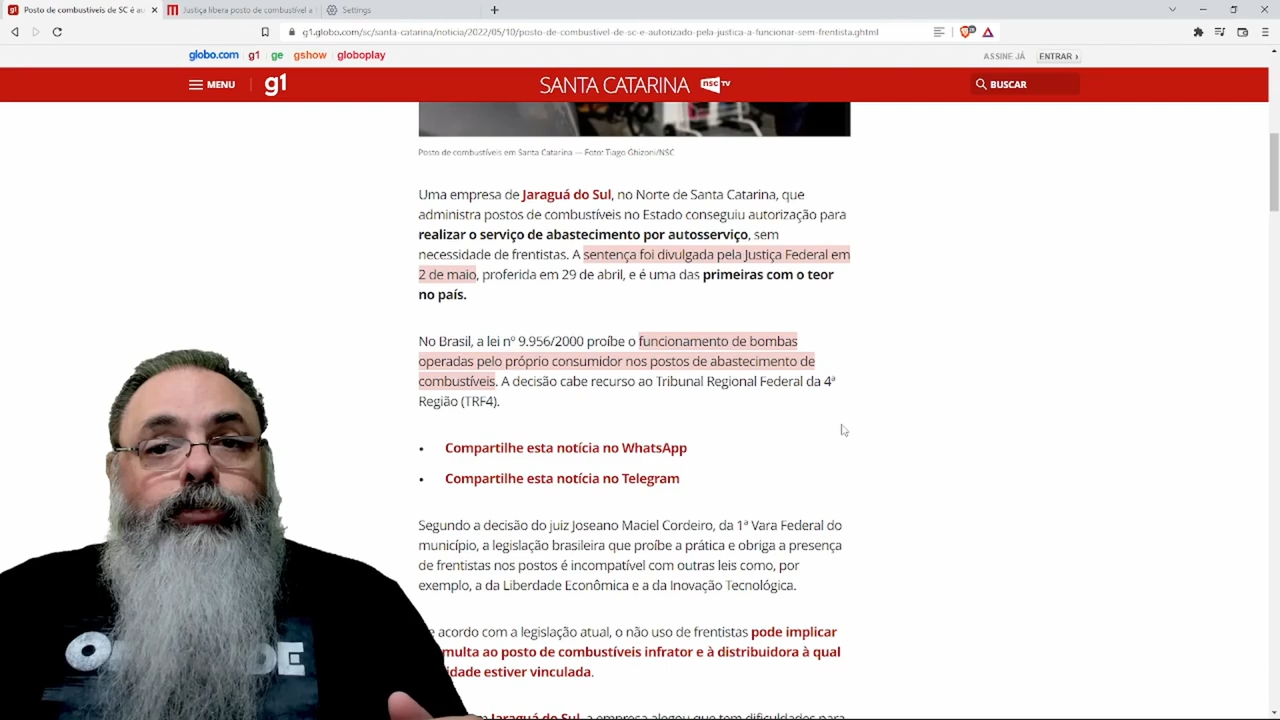 Posto de combustíveis de SC é au
Justiça libera posto de combustível a
Settings
g1.globo.com/sc/santa-catarina/noticia/2022/05/10/posto-de-combustivel-de-sc-e-autorizado-pela-justica-a-funcionar-sem-frentista.ghtml
globo.com g1 ge gshow globoplay
ASSINE JÁ ENTRAR ›
MENU g1 SANTA CATARINA nsc TV BUSCAR
Posto de combustíveis em Santa Catarina — Foto: Tiago Ghizoni/NSC
Uma empresa de Jaraguá do Sul, no Norte de Santa Catarina, que
administra postos de combustíveis no Estado conseguiu autorização para
realizar o serviço de abastecimento por autosserviço, sem
necessidade de frentistas. A sentença foi divulgada pela Justiça Federal em
2 de maio, proferida em 29 de abril, e é uma das primeiras com o teor
no país.
No Brasil, a lei nº 9.956/2000 proíbe o funcionamento de bombas
operadas pelo próprio consumidor nos postos de abastecimento de
combustíveis. A decisão cabe recurso ao Tribunal Regional Federal da 4ª
Região (TRF4).
• Compartilhe esta notícia no WhatsApp
• Compartilhe esta notícia no Telegram
Segundo a decisão do juiz Joseano Maciel Cordeiro, da 1ª Vara Federal do
município, a legislação brasileira que proíbe a prática e obriga a presença
de frentistas nos postos é incompatível com outras leis como, por
exemplo, a da Liberdade Econômica e a da Inovação Tecnológica.
e acordo com a legislação atual, o não uso de frentistas pode implicar
multa ao posto de combustíveis infrator e à distribuidora à qual
idade estiver vinculada.
m Jaraguá do Sul, a empresa alegou que tem dificuldades para